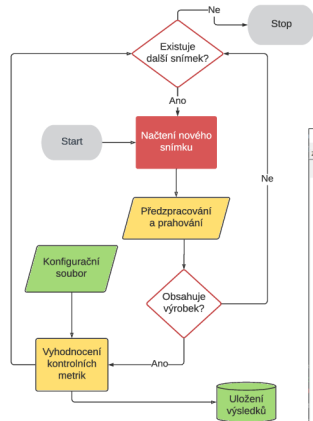 Ne
Stop
Existuje
další snímek?
Ano
Start
Načtení nového
snímku
Ne
Předzpracování
a prahování
Konfigurační
soubor
Obsahuje
výrobek?
Vyhodnocení
kontrolních
metrik
Ano
Uložení
výsledků